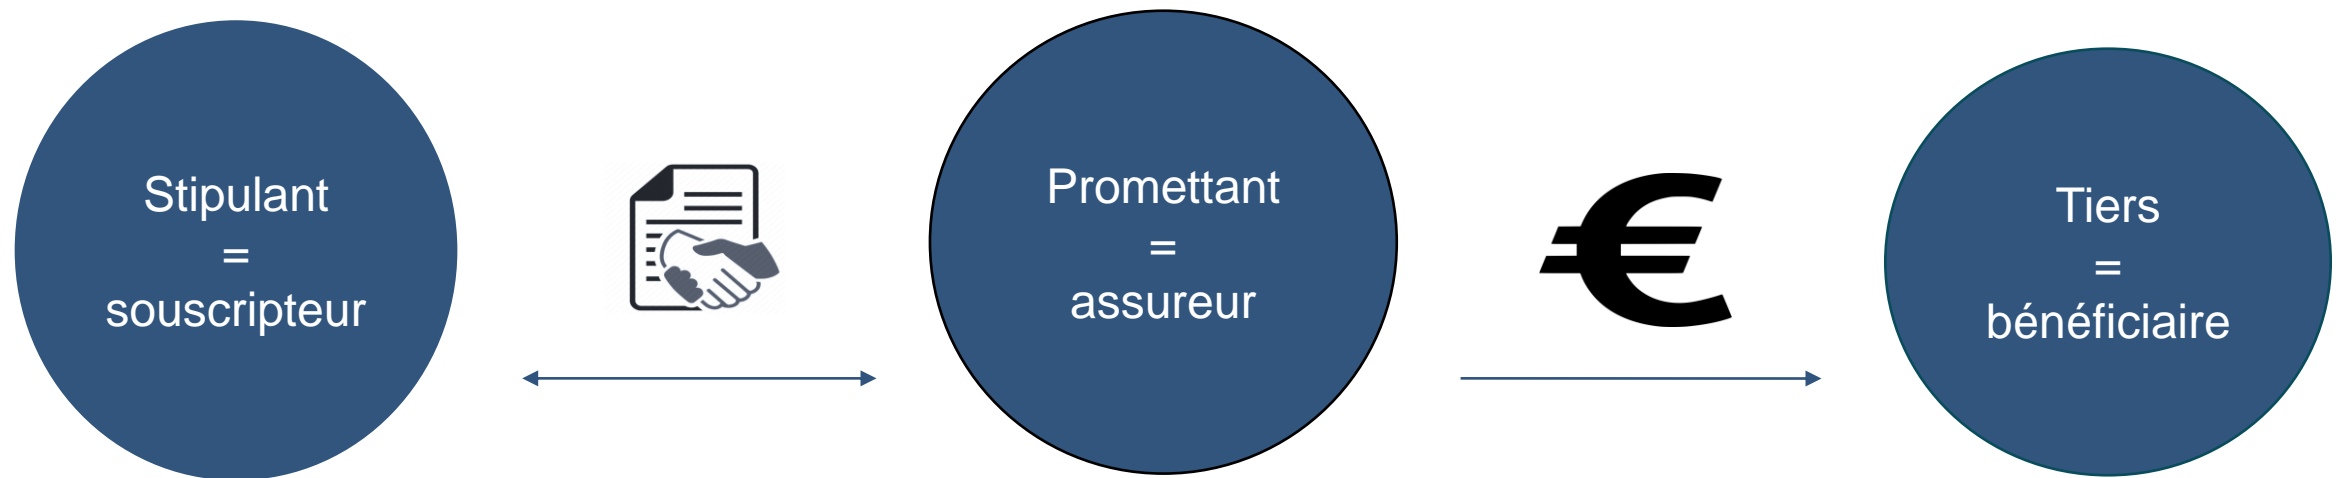 Stipulant
=
souscripteur
Promettant
=
assureur
€
Tiers
=
bénéficiaire